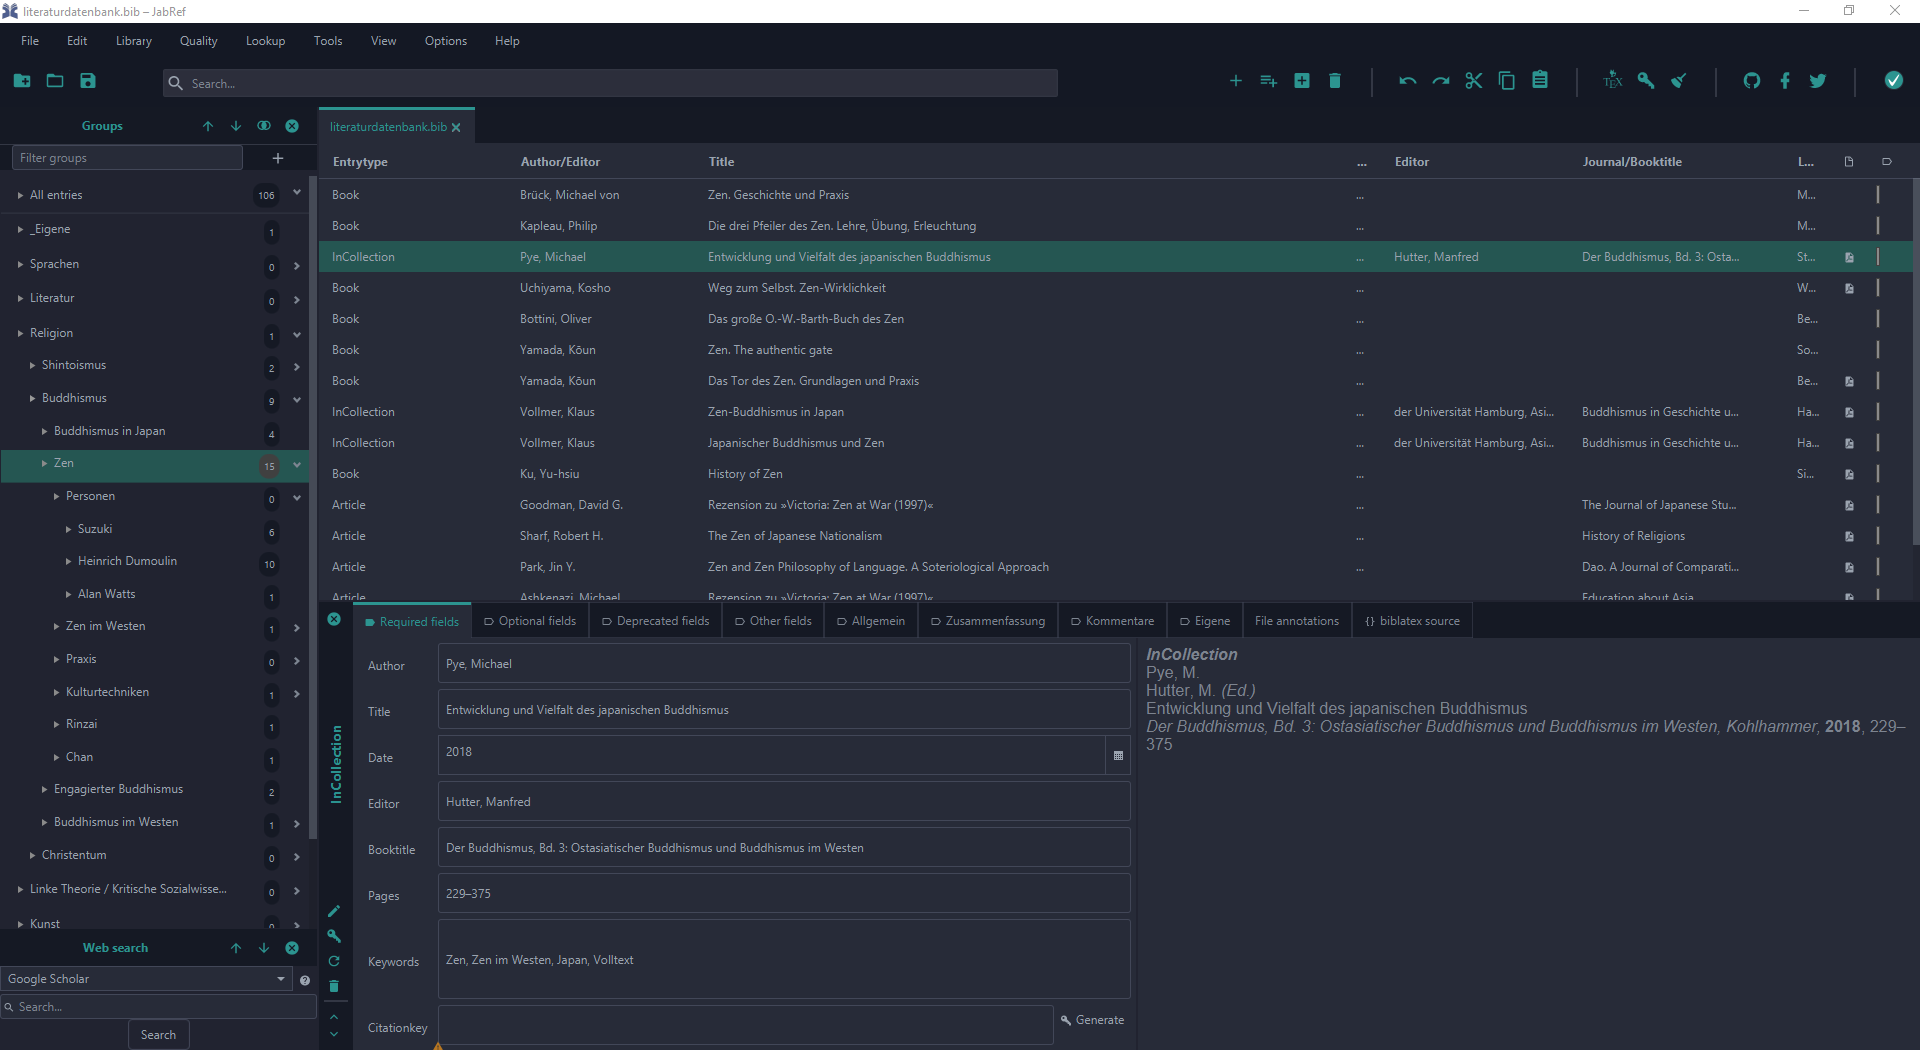 literaturdatenbank.bib – JabRef
File Edit Library Quality Lookup Tools View Options Help
Search...
Groups
Filter groups
All entries 106
_Eigene 1
Sprachen 0
Literatur 0
Religion 1
Shintoismus 2
Buddhismus 9
Buddhismus in Japan 4
Zen 15
Personen 0
Suzuki 6
Heinrich Dumoulin 10
Alan Watts 1
Zen im Westen 1
Praxis 0
Kulturtechniken 1
Rinzai 1
Chan 1
Engagierter Buddhismus 2
Buddhismus im Westen 1
Christentum 0
Linke Theorie / Kritische Sozialwisse... 0
Kunst 0
Web search
Google Scholar
Search...
Search
literaturdatenbank.bib
Entrytype Author/Editor Title ... Editor Journal/Booktitle L...
Book Brück, Michael von Zen. Geschichte und Praxis ... M...
Book Kapleau, Philip Die drei Pfeiler des Zen. Lehre, Übung, Erleuchtung ... M...
InCollection Pye, Michael Entwicklung und Vielfalt des japanischen Buddhismus ... Hutter, Manfred Der Buddhismus, Bd. 3: Osta... St...
Book Uchiyama, Kosho Weg zum Selbst. Zen-Wirklichkeit ... W...
Book Bottini, Oliver Das große O.-W.-Barth-Buch des Zen ... Be...
Book Yamada, Kōun Zen. The authentic gate ... So...
Book Yamada, Kōun Das Tor des Zen. Grundlagen und Praxis ... Be...
InCollection Vollmer, Klaus Zen-Buddhismus in Japan ... der Universität Hamburg, Asi... Buddhismus in Geschichte u... Ha...
InCollection Vollmer, Klaus Japanischer Buddhismus und Zen ... der Universität Hamburg, Asi... Buddhismus in Geschichte u... Ha...
Book Ku, Yu-hsiu History of Zen ... Si...
Article Goodman, David G. Rezension zu »Victoria: Zen at War (1997)« ... The Journal of Japanese Stu...
Article Sharf, Robert H. The Zen of Japanese Nationalism ... History of Religions
Article Park, Jin Y. Zen and Zen Philosophy of Language. A Soteriological Approach ... Dao. A Journal of Comparati...
Article Ashkenazi, Michael Rezension zu »Victoria: Zen at War (1997)« ... Education about Asia
InCollection
Required fields Optional fields Deprecated fields Other fields Allgemein Zusammenfassung Kommentare Eigene File annotations {} biblatex source
Author Pye, Michael
Title Entwicklung und Vielfalt des japanischen Buddhismus
Date 2018
Editor Hutter, Manfred
Booktitle Der Buddhismus, Bd. 3: Ostasiatischer Buddhismus und Buddhismus im Westen
Pages 229–375
Keywords Zen, Zen im Westen, Japan, Volltext
Citationkey Generate
InCollection
Pye, M.
Hutter, M. (Ed.)
Entwicklung und Vielfalt des japanischen Buddhismus
Der Buddhismus, Bd. 3: Ostasiatischer Buddhismus und Buddhismus im Westen, Kohlhammer, 2018, 229–
375